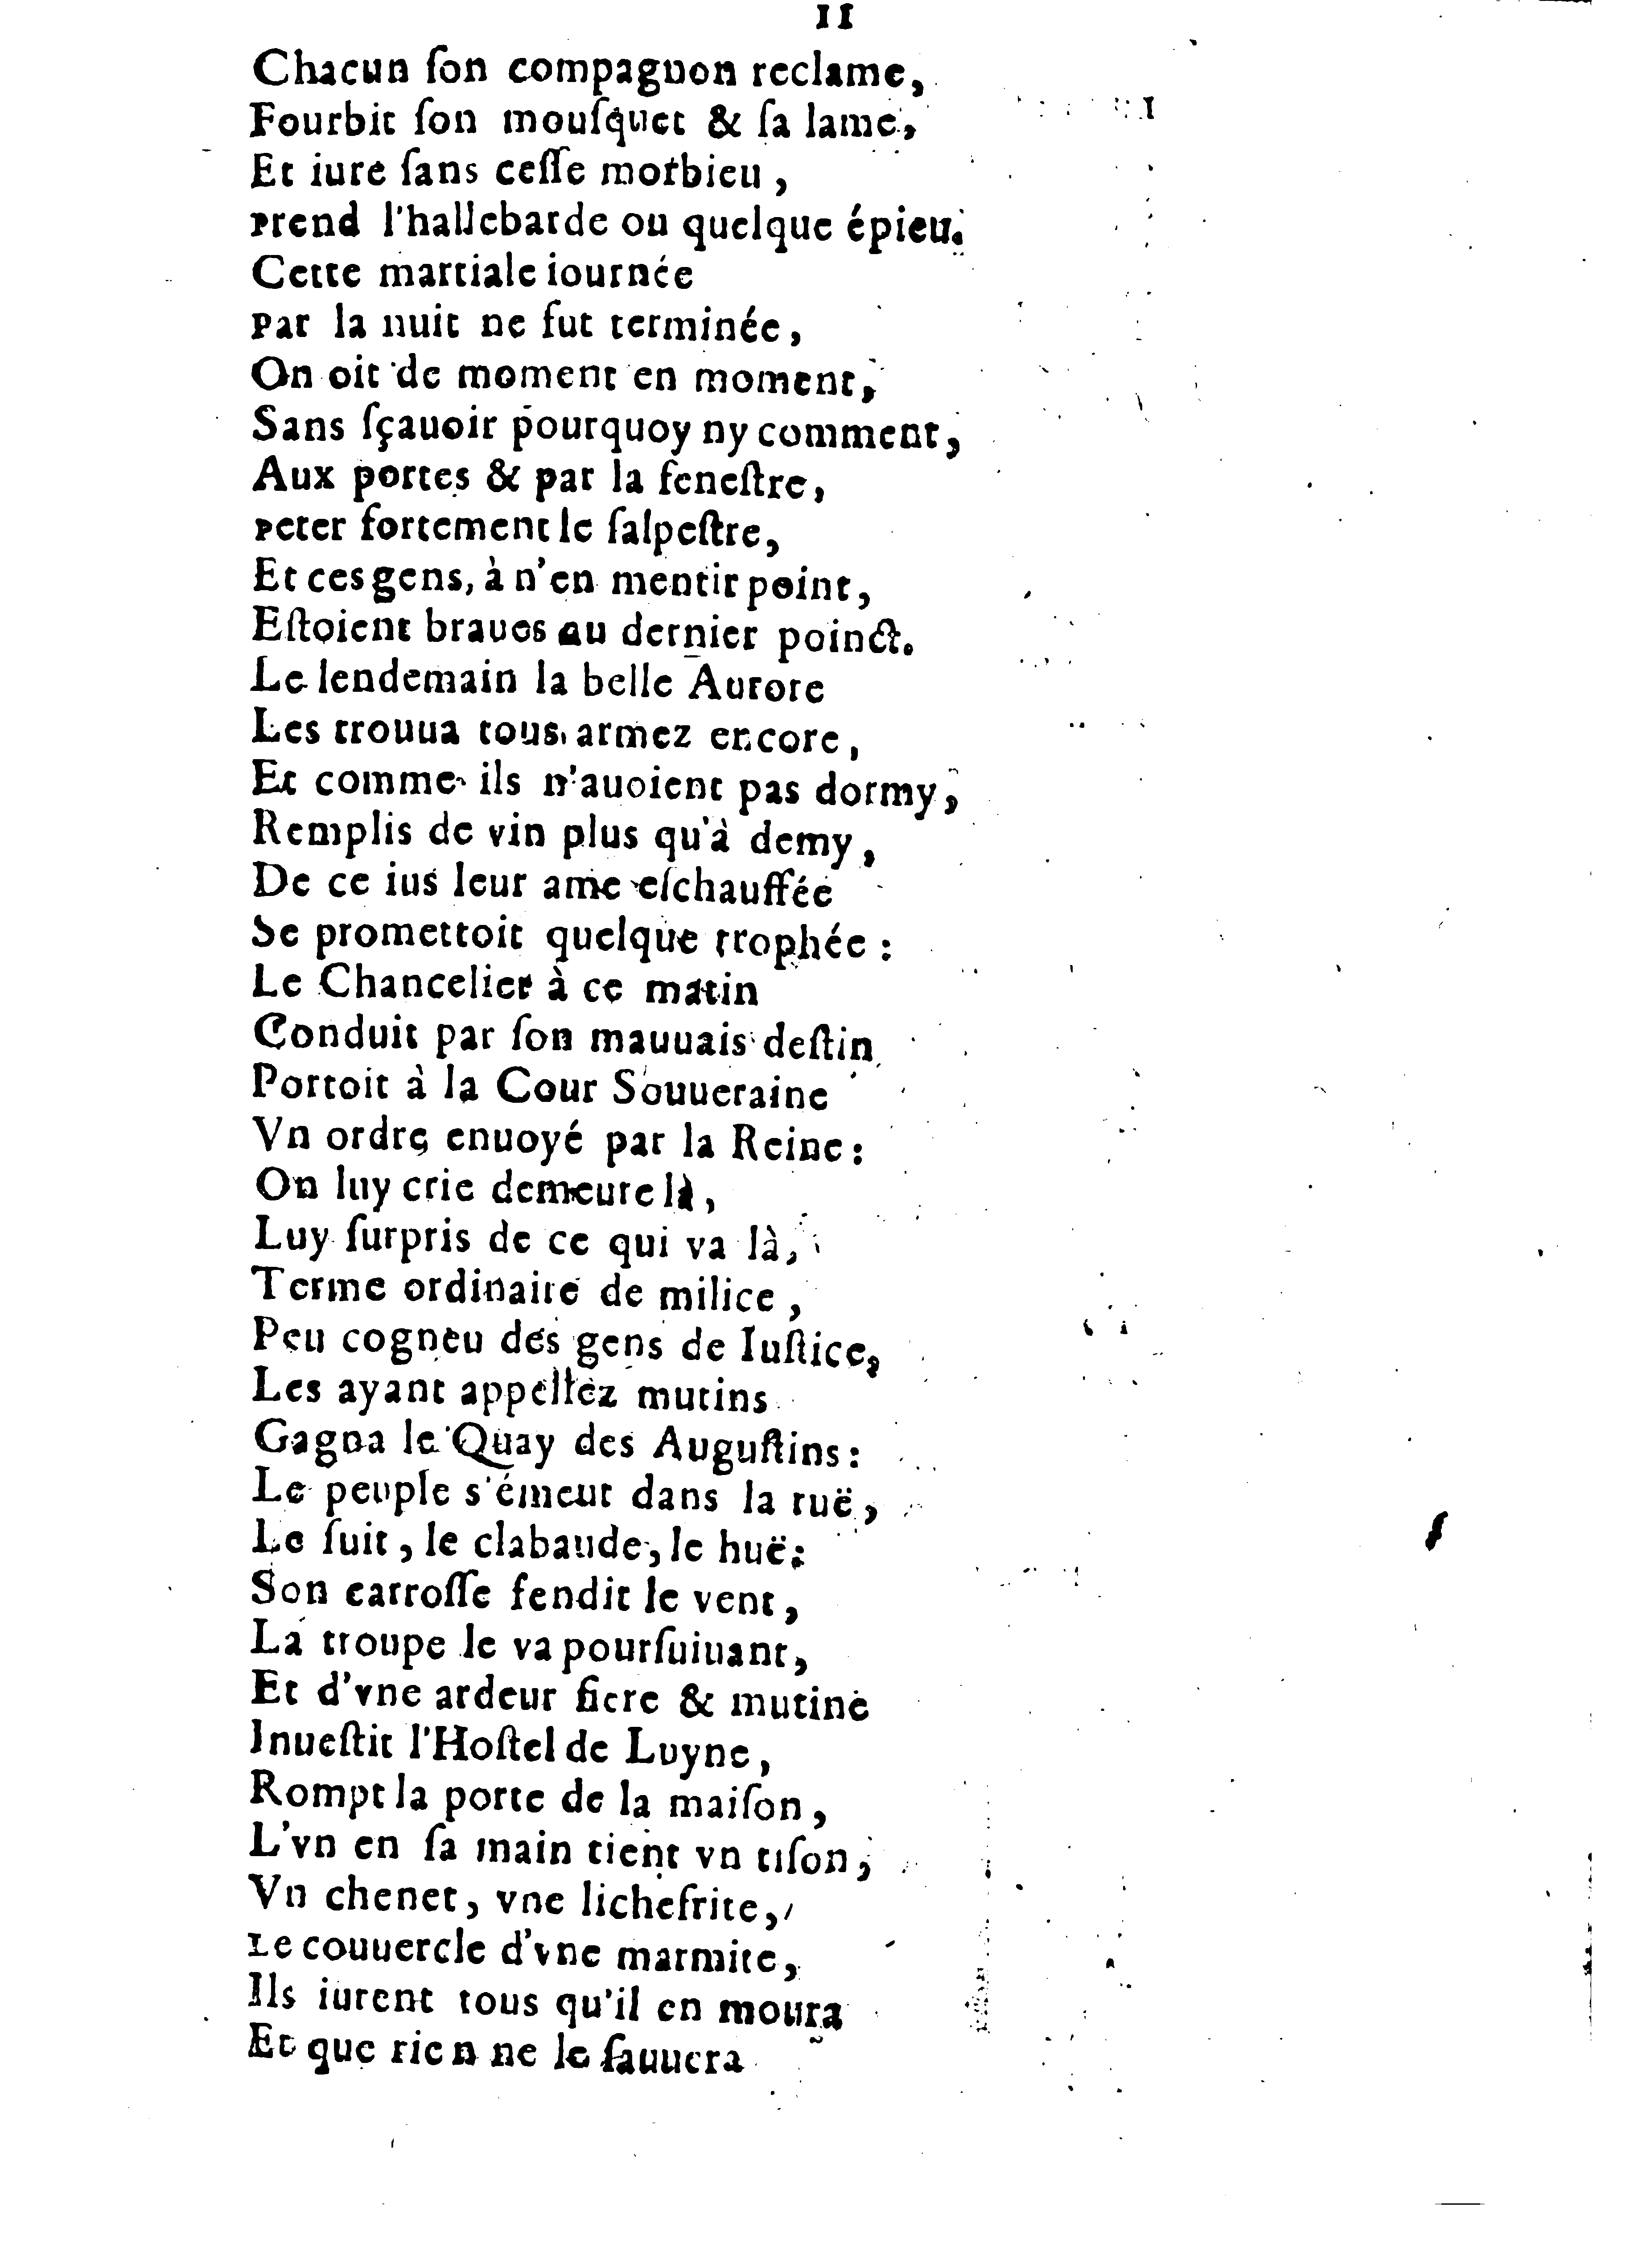 11
Chacun ſon compagnon reclame,
Fourbit ſon mouſquet & ſa lame,
Et iure ſans ceſſe morbieu,
Prend l'hallebarde ou quelque épieu.
Cette martiale iournée
Par la nuit ne fut terminée,
On oit de moment en moment,
Sans ſçauoir pourquoy ny comment,
Aux portes & par la feneſtre,
Peter fortement le ſalpeſtre,
Et ces gens, à n'en mentir point,
Eſtoient braues au dernier poinct.
Le lendemain la belle Aurore
Les trouua tous armez encore,
Et comme ils n'auoient pas dormy,
Remplis de vin plus qu'à demy,
De ce ius leur ame eſchauffée
Se promettoit quelque trophée :
Le Chancelier à ce matin
Conduit par ſon mauuais deſtin
Portoit à la Cour Souueraine
Vn ordre enuoyé par la Reine :
On luy crie demeure là,
Luy ſurpris de ce qui va là,
Terme ordinaire de milice,
Peu cogneu des gens de Iuſtice,
Les ayant appellez mutins
Gagna le Quay des Auguſtins :
Le peuple s'émeut dans la ruë,
Le ſuit, le clabaude, le huë :
Son carroſſe fendit le vent,
La troupe le va pourſuiuant,
Et d'vne ardeur fiere & mutine
Inueſtit l'Hoſtel de Luyne,
Rompt la porte de la maiſon,
L'vn en ſa main tient vn tiſon,
Vn chenet, vne lichefrite,
Le couuercle d'vne marmite,
Ils iurent tous qu'il en moura
Et que rien ne le ſauuera